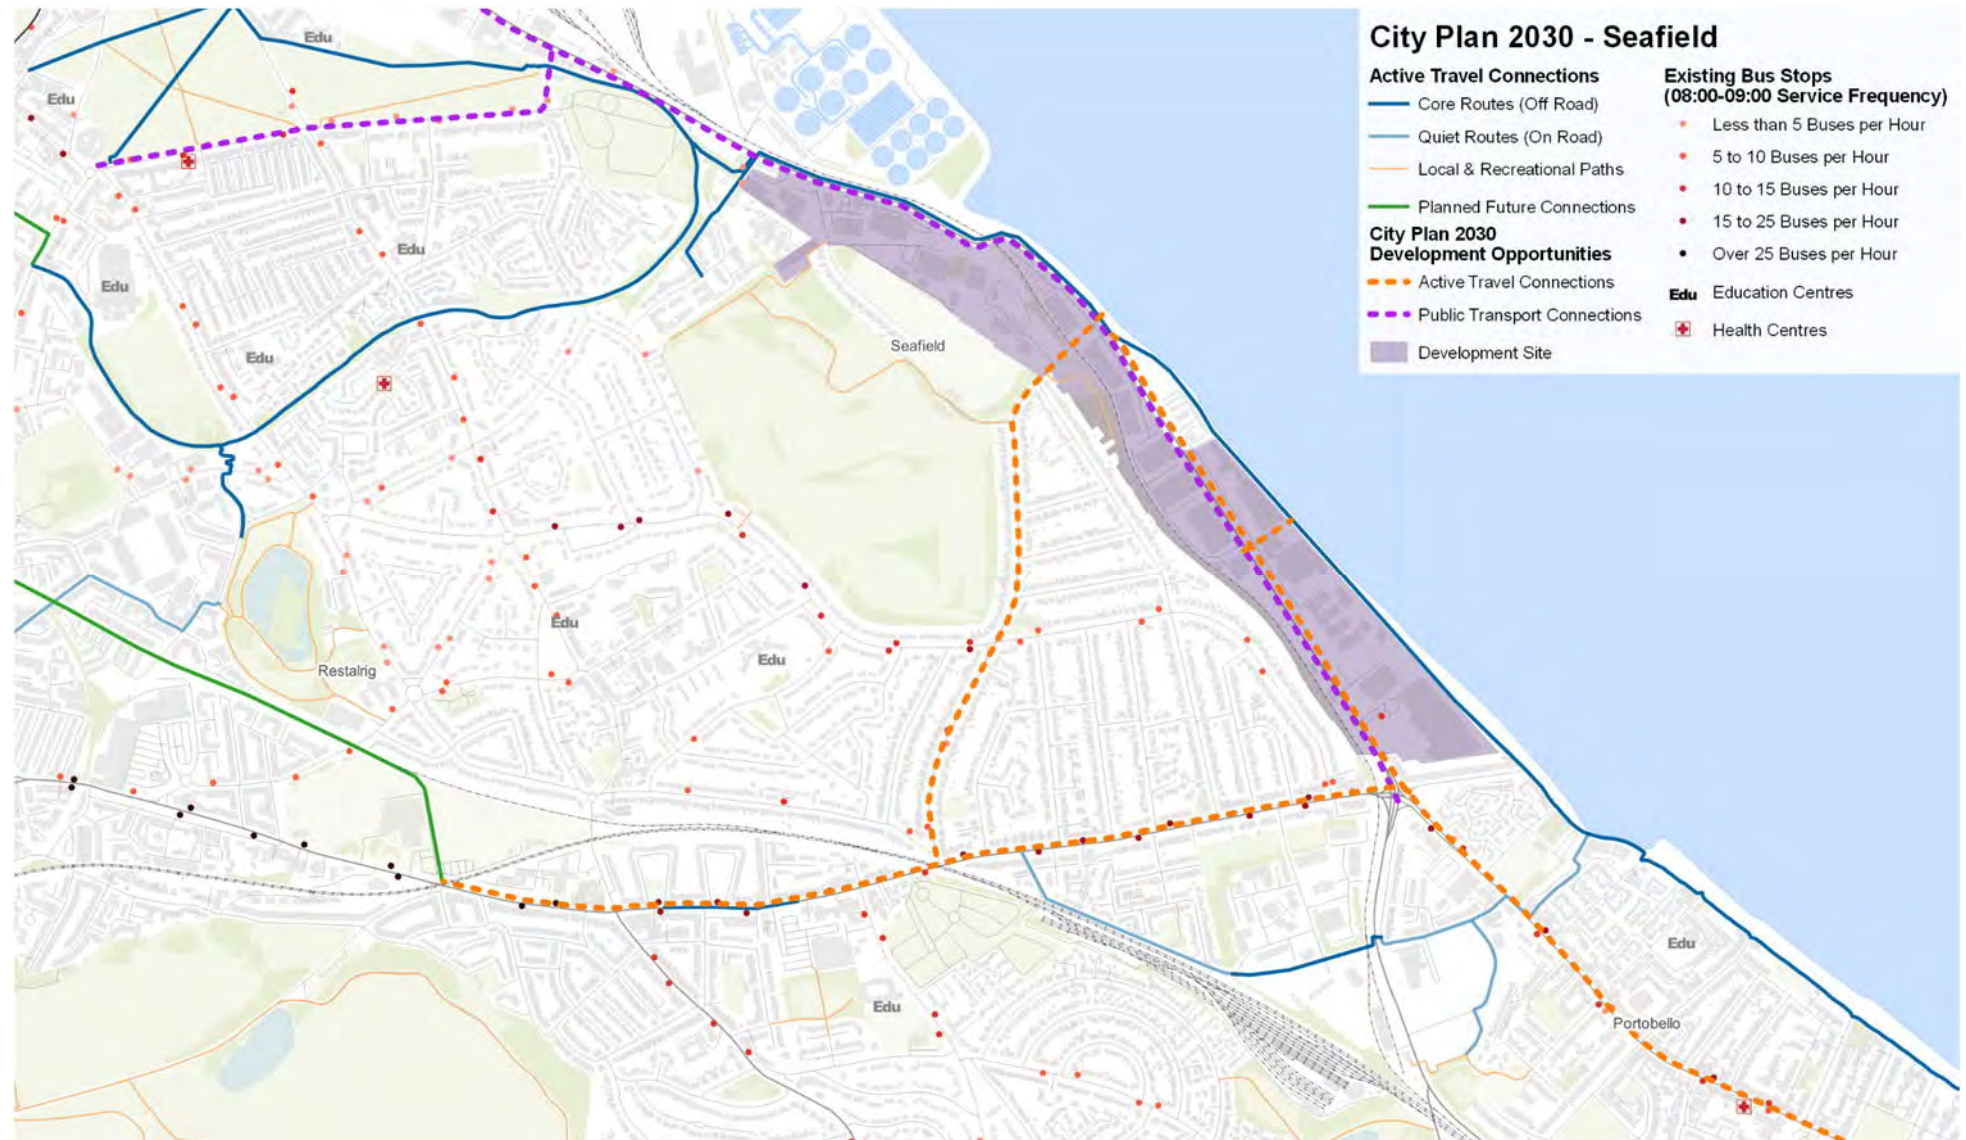 City Plan 2030 - Seafield
Active Travel Connections
Core Routes (Off Road)
Quiet Routes (On Road)
Local & Recreational Paths
Planned Future Connections
City Plan 2030
Development Opportunities
Active Travel Connections
Public Transport Connections
Development Site
Existing Bus Stops
(08:00-09:00 Service Frequency)
Less than 5 Buses per Hour
5 to 10 Buses per Hour
10 to 15 Buses per Hour
15 to 25 Buses per Hour
Over 25 Buses per Hour
Edu Education Centres
Health Centres
Edu
Edu
Edu
Edu
Edu
Seafield
Edu
Edu
Restalrig
Edu
Edu
Portobello